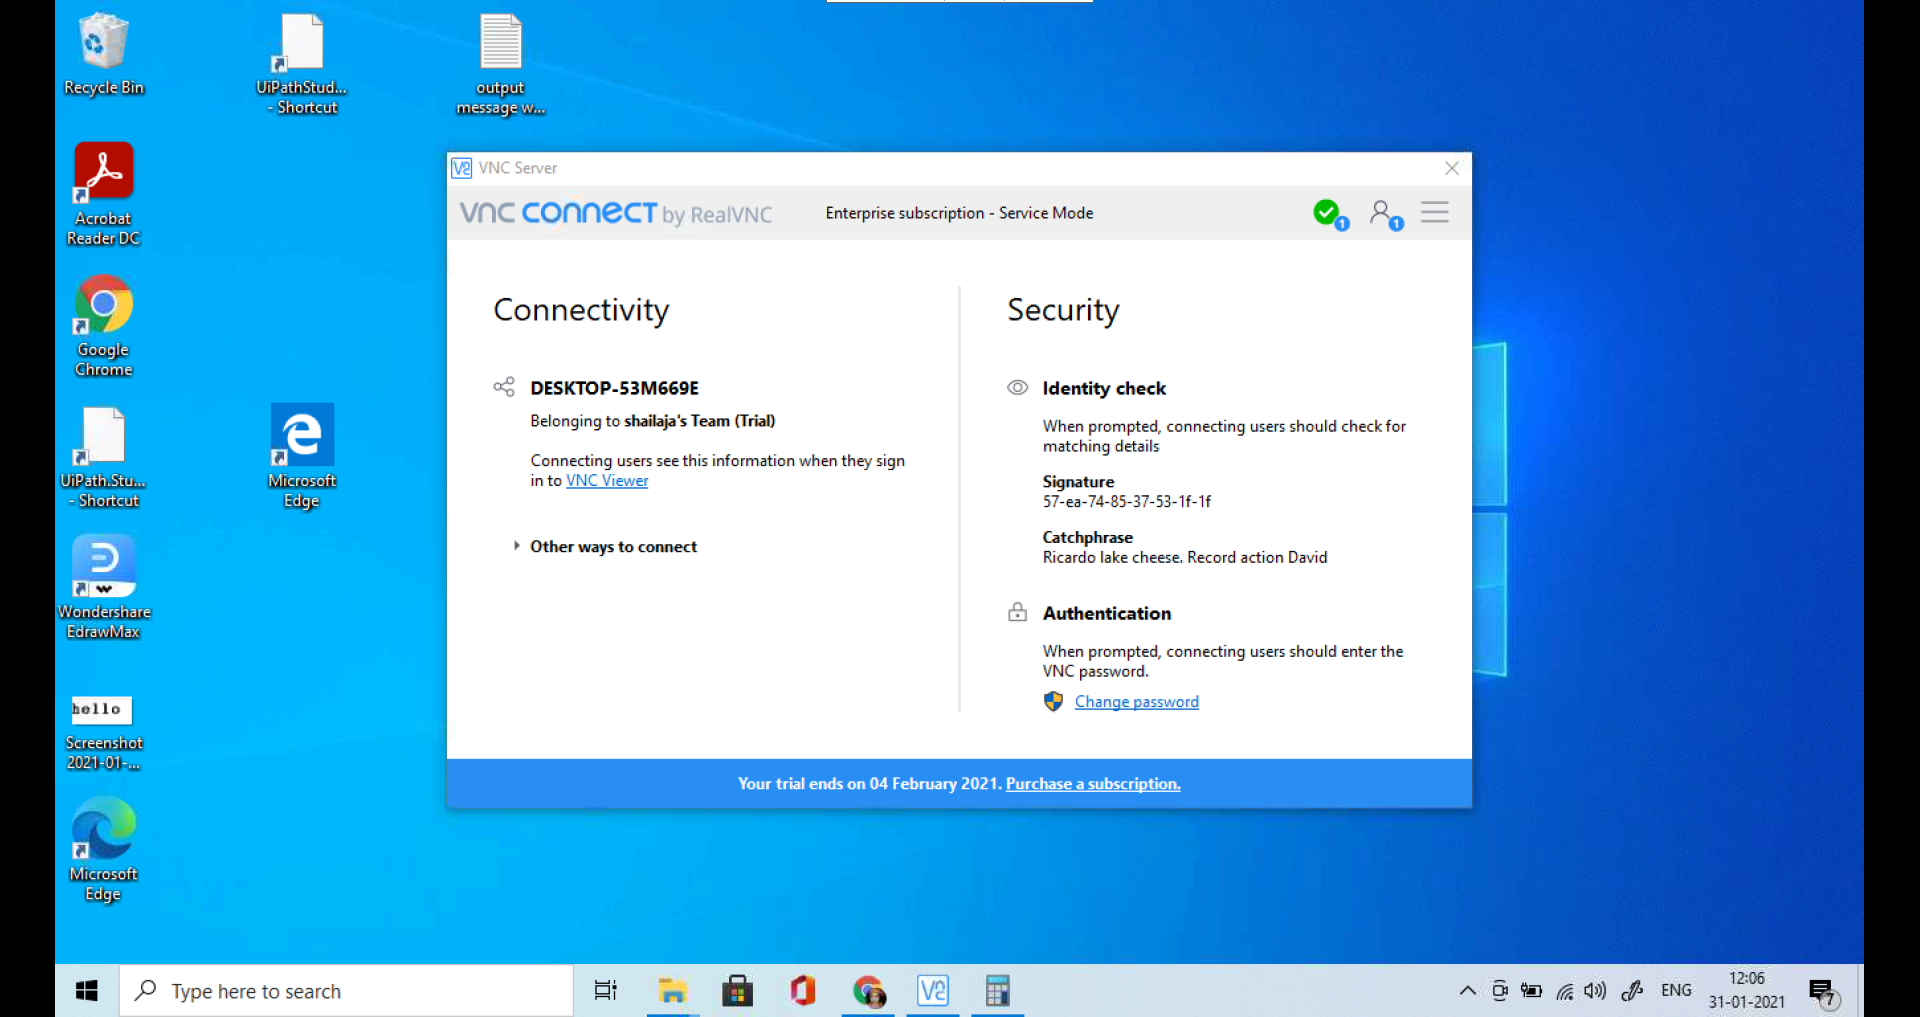 Recycle Bin
UiPathStud...
- Shortcut
output
message w...
Acrobat
Reader DC
Google
Chrome
UiPath.Stu...
- Shortcut
Microsoft
Edge
Wondershare
EdrawMax
hello
Screenshot
2021-01-...
Microsoft
Edge
VNC Server
vnc connect by RealVNC
Enterprise subscription - Service Mode
1
1
Connectivity
DESKTOP-53M669E
Belonging to shailaja's Team (Trial)
Connecting users see this information when they sign
in to VNC Viewer
Other ways to connect
Security
Identity check
When prompted, connecting users should check for
matching details
Signature
57-ea-74-85-37-53-1f-1f
Catchphrase
Ricardo lake cheese. Record action David
Authentication
When prompted, connecting users should enter the
VNC password.
Change password
Your trial ends on 04 February 2021. Purchase a subscription.
Type here to search
ENG
12:06
31-01-2021
7